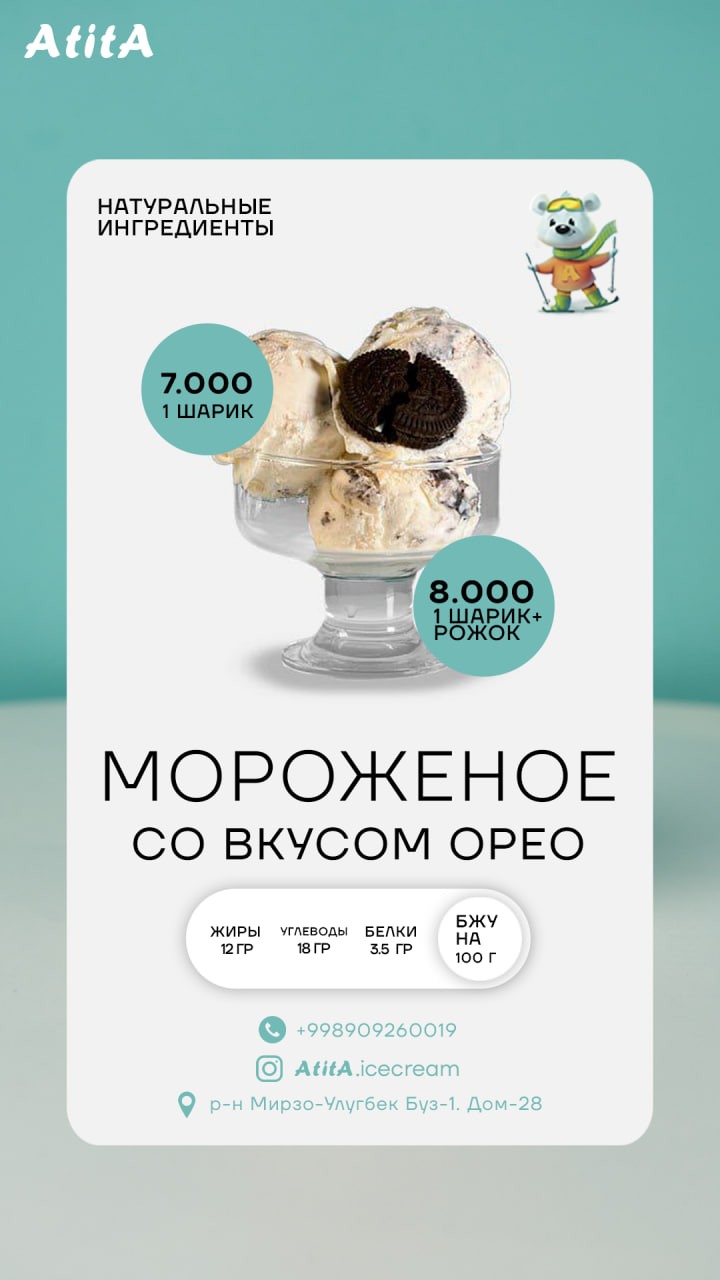 AtitA
НАТУРАЛЬНЫЕ
ИНГРЕДИЕНТЫ
A
7.000
1 ШАРИК
8.000
1 ШАРИК+
РОЖОК
МОРОЖЕНОЕ
СО ВКУСОМ ОРЕО
ЖИРЫ
12 ГР
УГЛЕВОДЫ
18 ГР
БЕЛКИ
3.5 ГР
БЖУ
НА
100 Г
+998909260019
AtitA.icecream
р-н Мирзо-Улугбек Буз-1. Дом-28